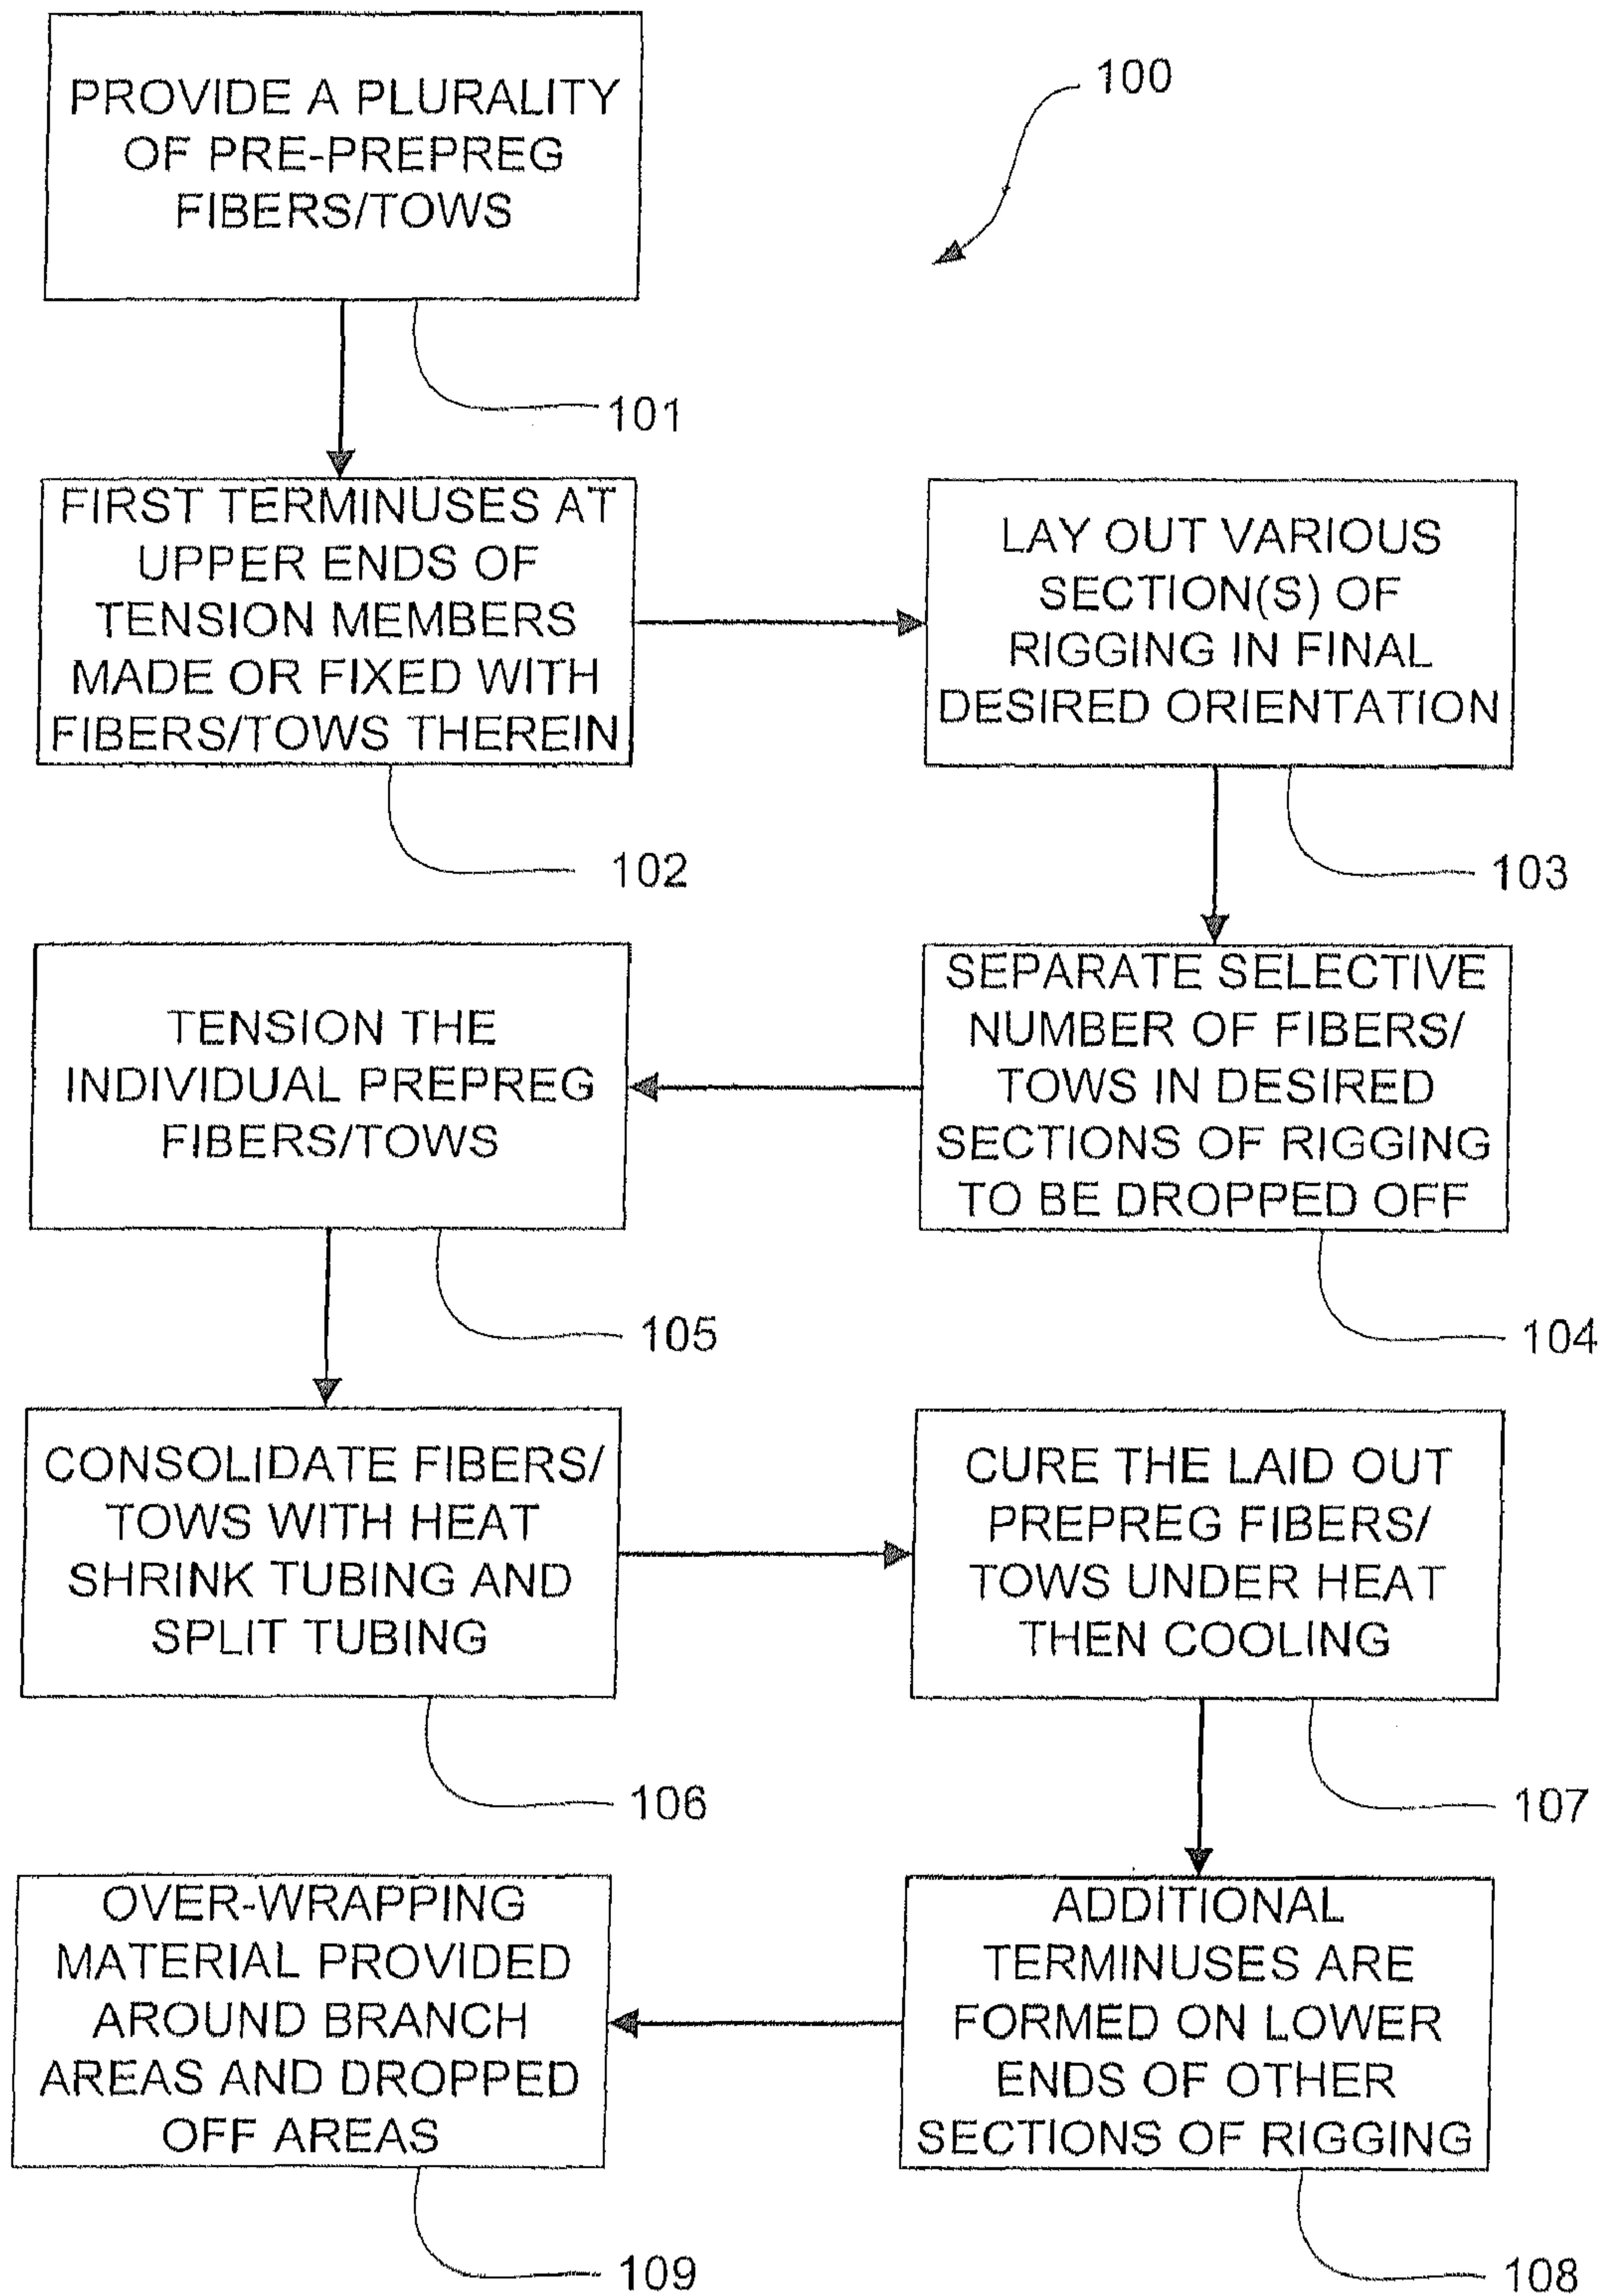 PROVIDE A PLURALITY
OF PRE-PREPREG
FIBERS/TOWS
100
101
FIRST TERMINUSES AT
UPPER ENDS OF
TENSION MEMBERS
MADE OR FIXED WITH
FIBERS/TOWS THEREIN
102
LAY OUT VARIOUS
SECTION(S) OF
RIGGING IN FINAL
DESIRED ORIENTATION
103
SEPARATE SELECTIVE
NUMBER OF FIBERS/
TOWS IN DESIRED
SECTIONS OF RIGGING
TO BE DROPPED OFF
104
TENSION THE
INDIVIDUAL PREPREG
FIBERS/TOWS
105
CONSOLIDATE FIBERS/
TOWS WITH HEAT
SHRINK TUBING AND
SPLIT TUBING
106
CURE THE LAID OUT
PREPREG FIBERS/
TOWS UNDER HEAT
THEN COOLING
107
ADDITIONAL
TERMINUSES ARE
FORMED ON LOWER
ENDS OF OTHER
SECTIONS OF RIGGING
108
OVER-WRAPPING
MATERIAL PROVIDED
AROUND BRANCH
AREAS AND DROPPED
OFF AREAS
109